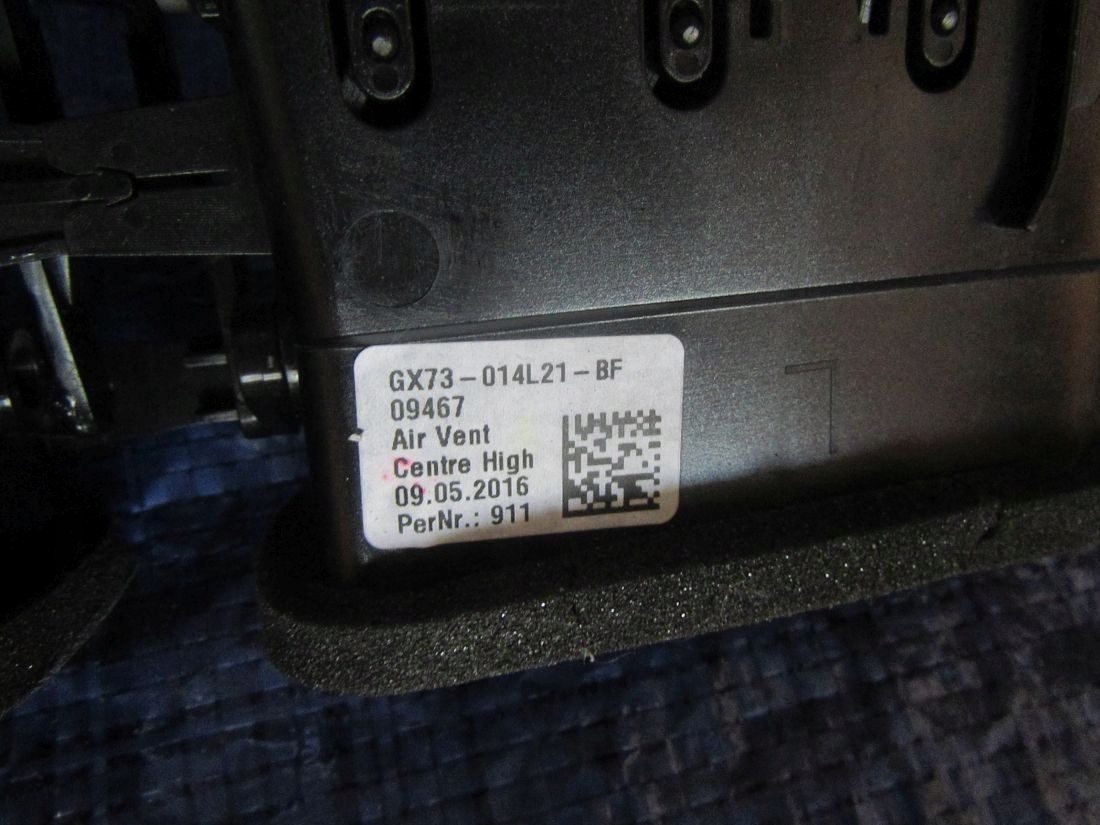 GX73-014L21-BF
09467
Air Vent
Centre High
09.05.2016
PerNr.: 911